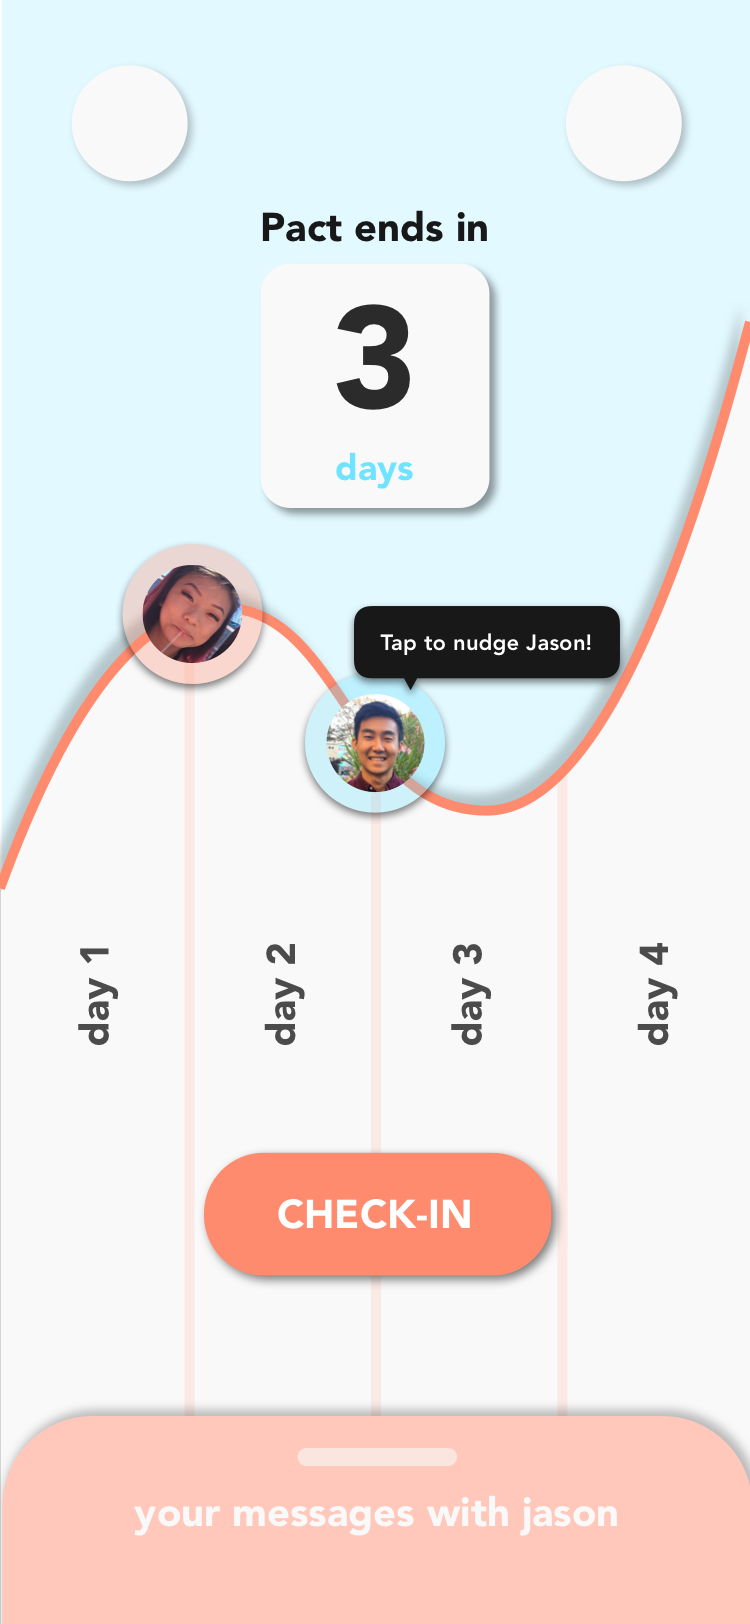 Pact ends in
3
days
Tap to nudge Jason!
day 1
day 2
day 3
day 4
CHECK-IN
your messages with jason